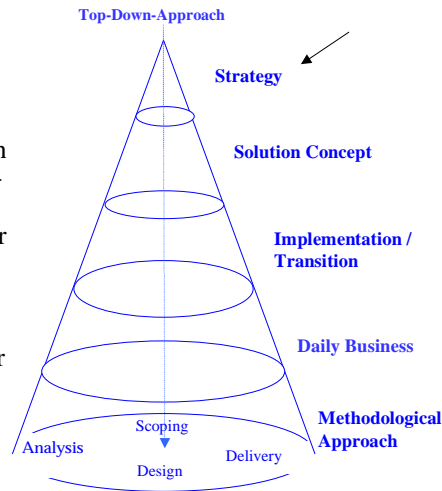 Top-Down-Approach
Strategy
n
Solution Concept
r
Implementation /
Transition
Daily Business
r
Methodological
Approach
Scoping
Analysis
Delivery
Design